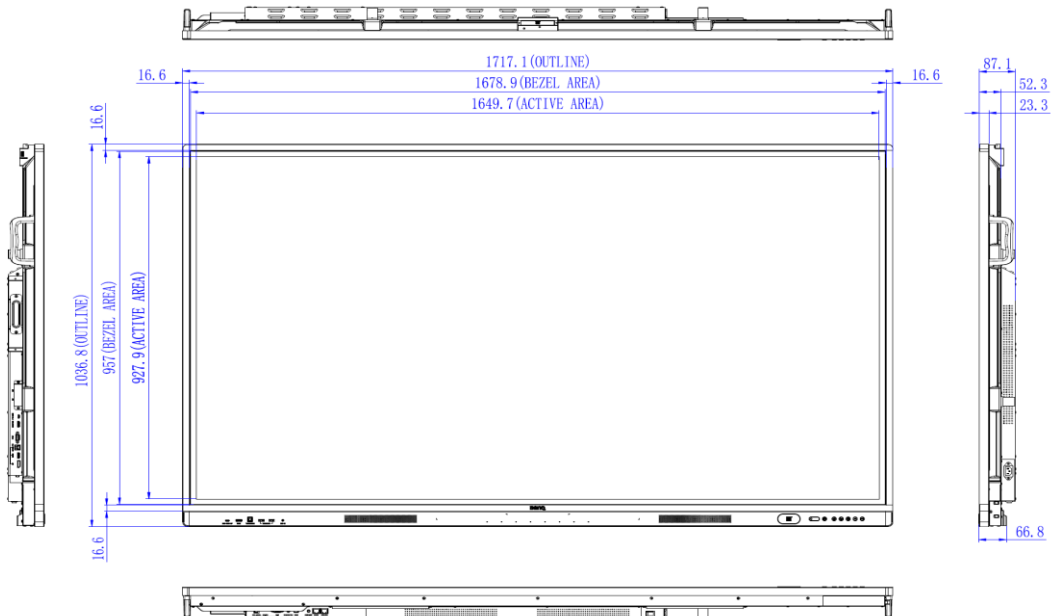 1717.1(OUTLINE)
16.6
1678.9(BEZEL AREA)
16.6
1649.7(ACTIVE AREA)
87.1
52.3
23.3
16.6
1036.8(OUTLINE)
957(BEZEL AREA)
927.9(ACTIVE AREA)
BenQ
16.6
66.8